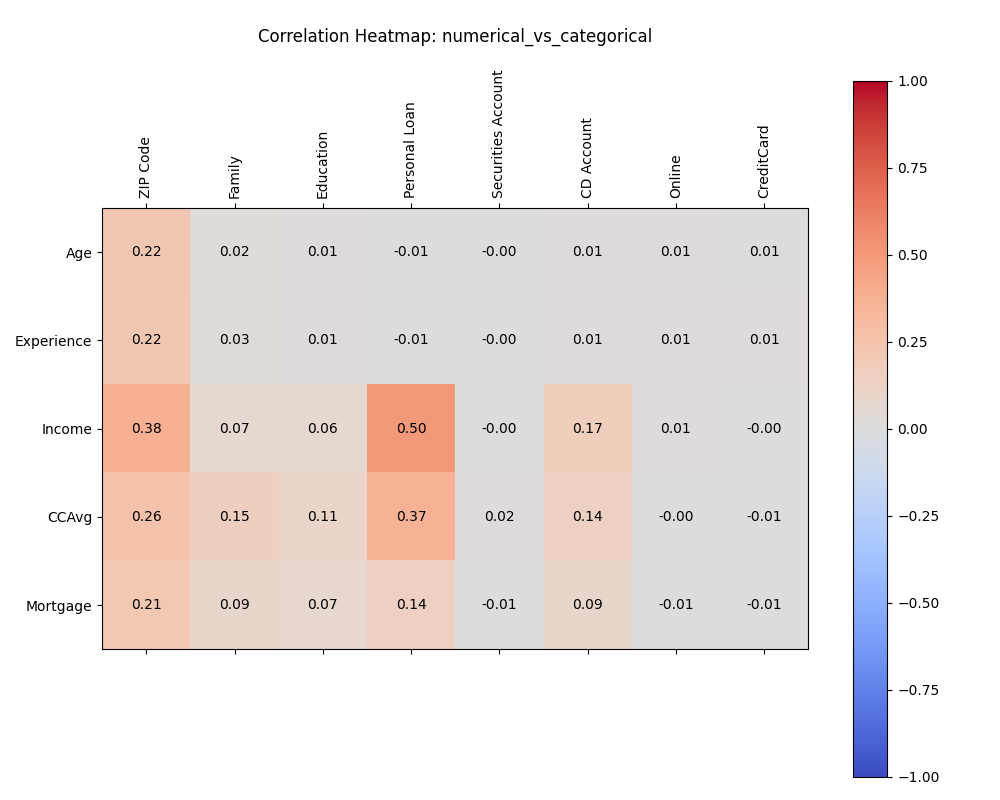 Correlation Heatmap: numerical_vs_categorical
ZIP Code
Family
Education
Personal Loan
Securities Account
CD Account
Online
CreditCard
Age 0.22 0.02 0.01 -0.01 -0.00 0.01 0.01 0.01
Experience 0.22 0.03 0.01 -0.01 -0.00 0.01 0.01 0.01
Income 0.38 0.07 0.06 0.50 -0.00 0.17 0.01 -0.00
CCAvg 0.26 0.15 0.11 0.37 0.02 0.14 -0.00 -0.01
Mortgage 0.21 0.09 0.07 0.14 -0.01 0.09 -0.01 -0.01
1.00
0.75
0.50
0.25
0.00
−0.25
−0.50
−0.75
−1.00